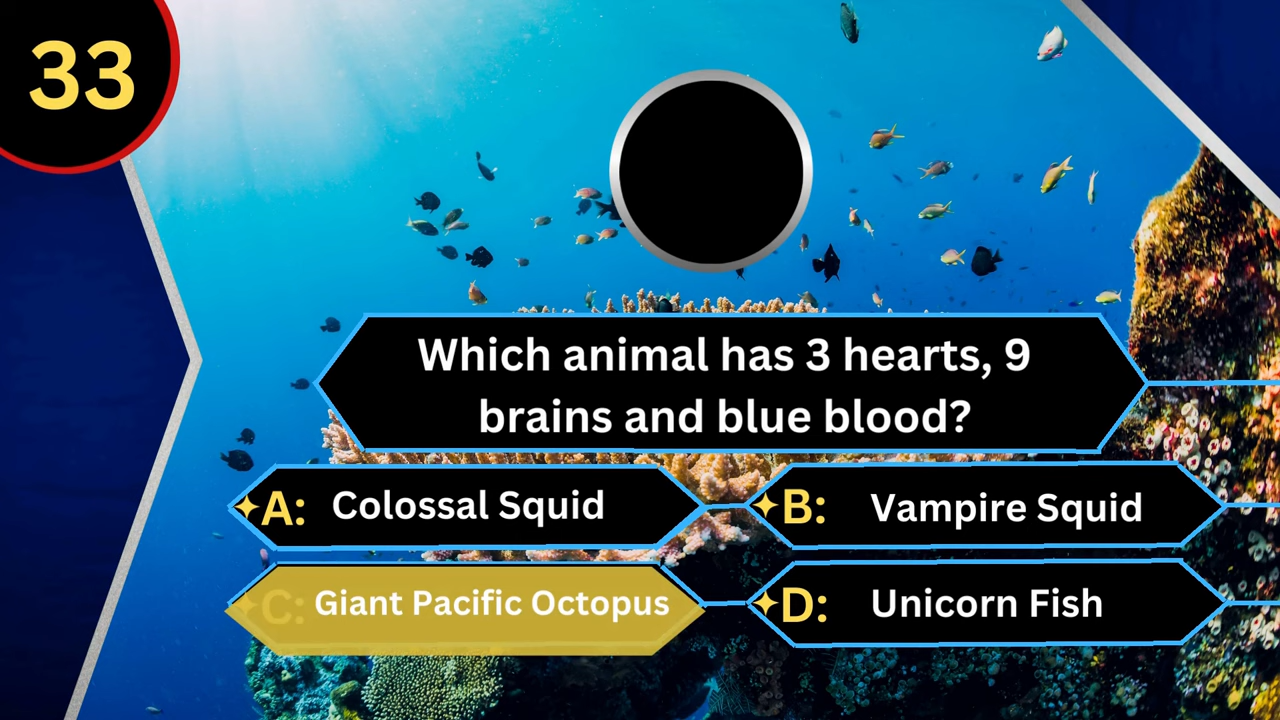 33
Which animal has 3 hearts, 9
brains and blue blood?
A: Colossal Squid
B: Vampire Squid
C: Giant Pacific Octopus
D: Unicorn Fish